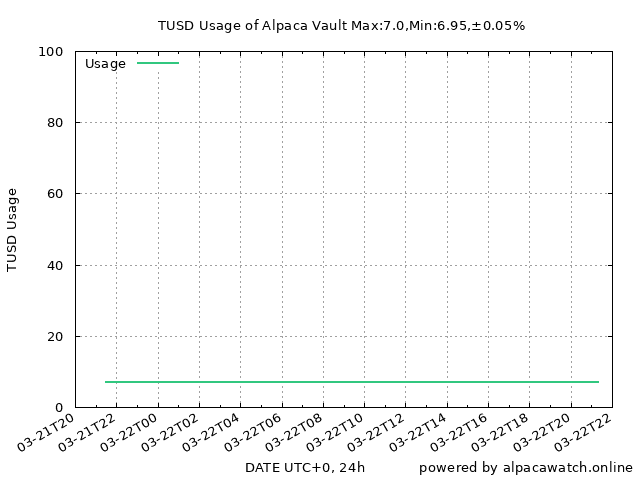 TUSD Usage of Alpaca Vault Max:7.0,Min:6.95,±0.05%
Usage
TUSD Usage
100
80
60
40
20
0
03-21T20
03-21T22
03-22T00
03-22T02
03-22T04
03-22T06
03-22T08
03-22T10
03-22T12
03-22T14
03-22T16
03-22T18
03-22T20
03-22T22
DATE UTC+0, 24h
powered by alpacawatch.online